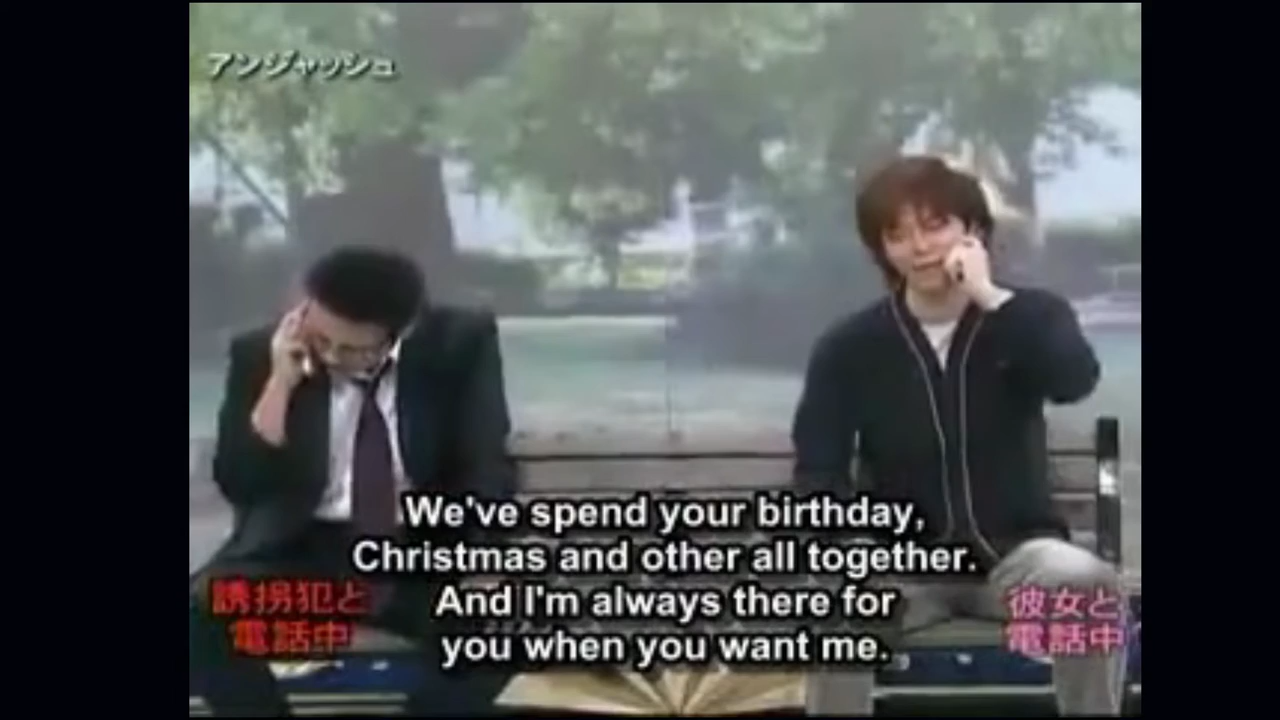 アンジャッシュ
We've spend your birthday,
Christmas and other all together.
And I'm always there for
you when you want me.
誘拐犯と
電話中
彼女と
電話中